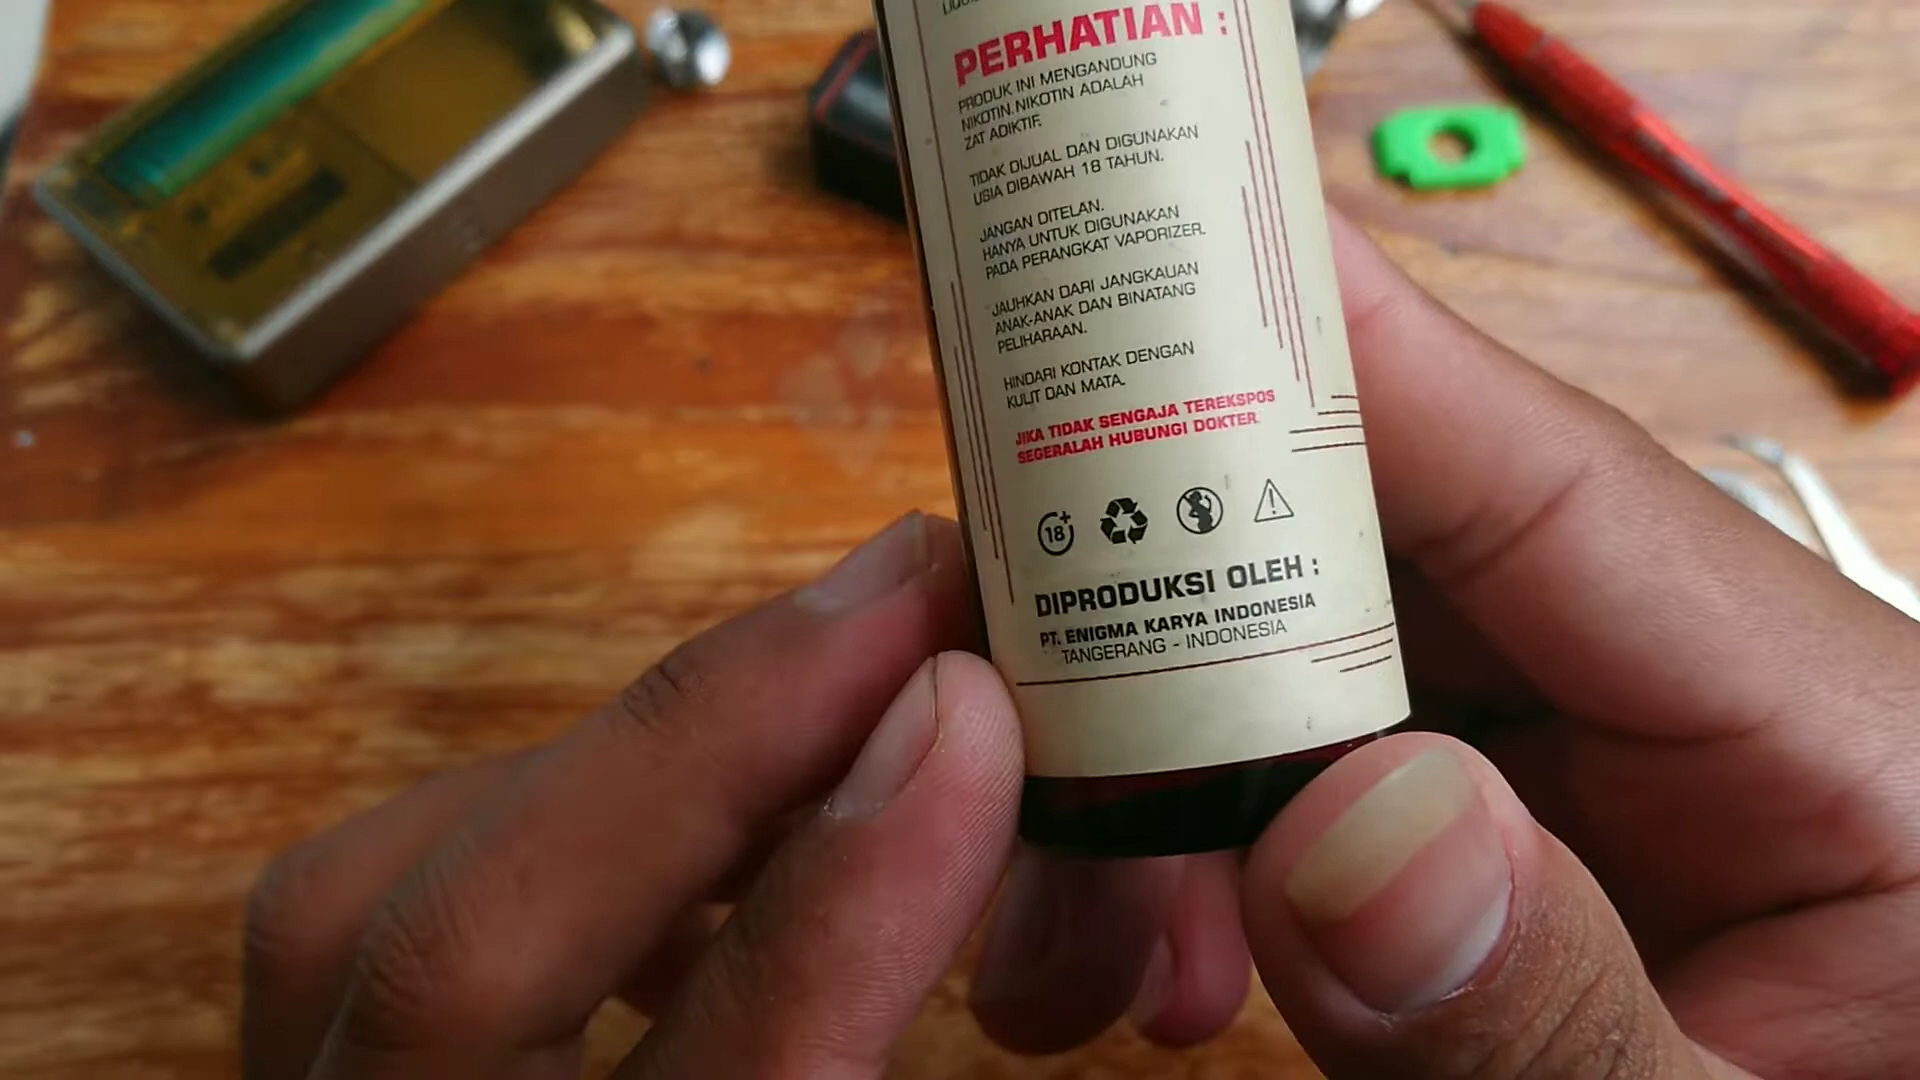 PERHATIAN :
PRODUK INI MENGANDUNG
NIKOTIN.NIKOTIN ADALAH
ZAT ADIKTIF.
TIDAK DIJUAL DAN DIGUNAKAN
USIA DIBAWAH 18 TAHUN.
JANGAN DITELAN.
HANYA UNTUK DIGUNAKAN
PADA PERANGKAT VAPORIZER.
JAUHKAN DARI JANGKAUAN
ANAK-ANAK DAN BINATANG
PELIHARAAN.
HINDARI KONTAK DENGAN
KULIT DAN MATA.
JIKA TIDAK SENGAJA TEREKSPOS
SEGERALAH HUBUNGI DOKTER.
18+
DIPRODUKSI OLEH :
PT. ENIGMA KARYA INDONESIA
TANGERANG - INDONESIA